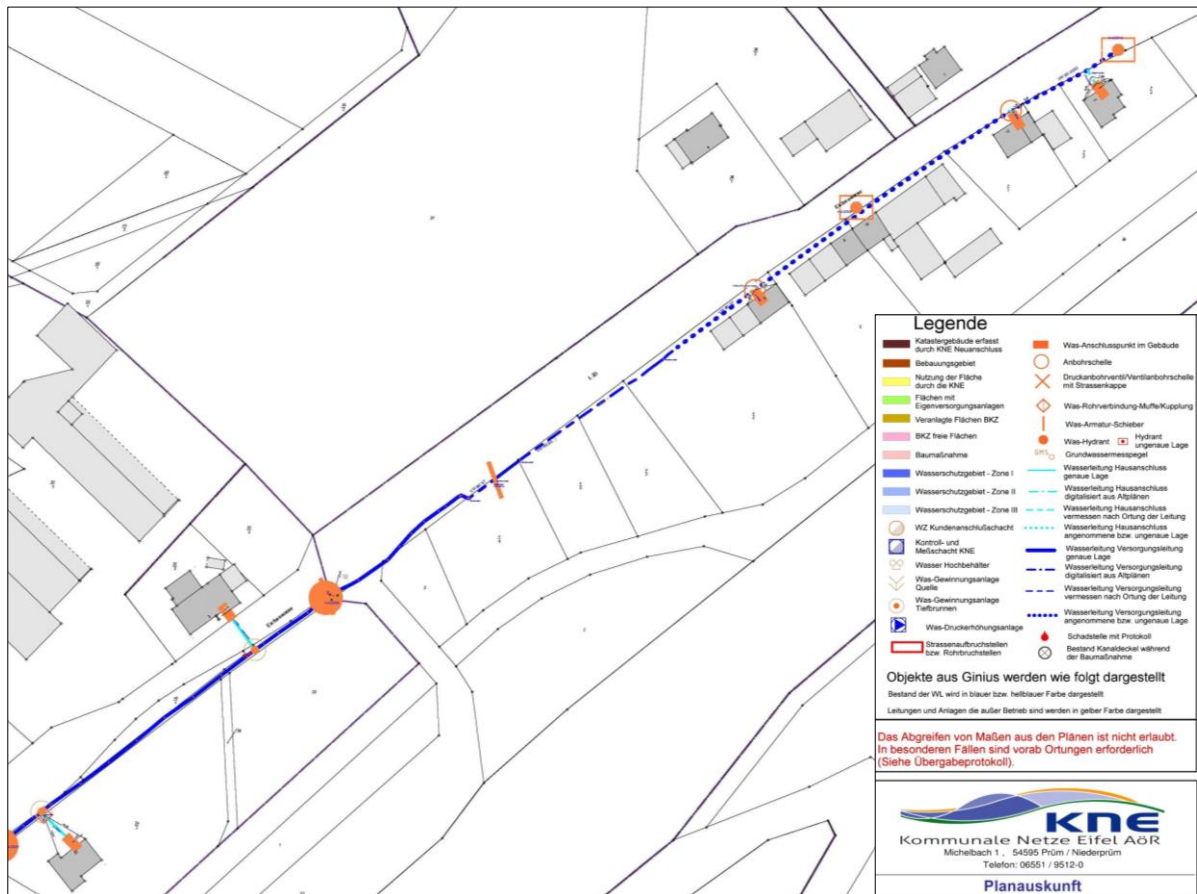 Legende
Katastergebäude erfasst
durch KNE Neuanschluss
Bebauungsgebiet
Nutzung der Fläche
durch die KNE
Flächen mit
Eigenversorgungsanlagen
Veranlagte Flächen BKZ
BKZ freie Flächen
Baumaßnahme
Wasserschutzgebiet - Zone I
Wasserschutzgebiet - Zone II
Wasserschutzgebiet - Zone III
WZ Kundenanschlußschacht
Kontroll- und
Meßschacht KNE
Wasser Hochbehälter
Was-Gewinnungsanlage
Quelle
Was-Gewinnungsanlage
Tiefbrunnen
Was-Druckerhöhungsanlage
Strassenaufbruchstellen
bzw. Rohrbruchstellen
Was-Anschlusspunkt im Gebäude
Anbohrschelle
Druckanbohrventil/Ventilanbohrschelle
mit Strassenkappe
Was-Rohrverbindung-Muffe/Kupplung
Was-Armatur-Schieber
Was-Hydrant
Hydrant
ungenaue Lage
GMS
Grundwassermesspegel
Wasserleitung Hausanschluss
genaue Lage
Wasserleitung Hausanschluss
digitalisiert aus Altplänen
Wasserleitung Hausanschluss
vermessen nach Ortung der Leitung
Wasserleitung Hausanschluss
angenommene bzw. ungenaue Lage
Wasserleitung Versorgungsleitung
genaue Lage
Wasserleitung Versorgungsleitung
digitalisiert aus Altplänen
Wasserleitung Versorgungsleitung
vermessen nach Ortung der Leitung
Wasserleitung Versorgungsleitung
angenommene bzw. ungenaue Lage
Schadstelle mit Protokoll
Bestand Kanaldeckel während
der Baumaßnahme
Objekte aus Ginius werden wie folgt dargestellt
Bestand der WL wird in blauer bzw. hellblauer Farbe dargestellt
Leitungen und Anlagen die außer Betrieb sind werden in gelber Farbe dargestellt
Das Abgreifen von Maßen aus den Plänen ist nicht erlaubt.
In besonderen Fällen sind vorab Ortungen erforderlich
(Siehe Übergabeprotokoll).
KNE
Kommunale Netze Eifel AöR
Michelbach 1 , 54595 Prüm / Niederprüm
Telefon: 06551 / 9512-0
Planauskunft